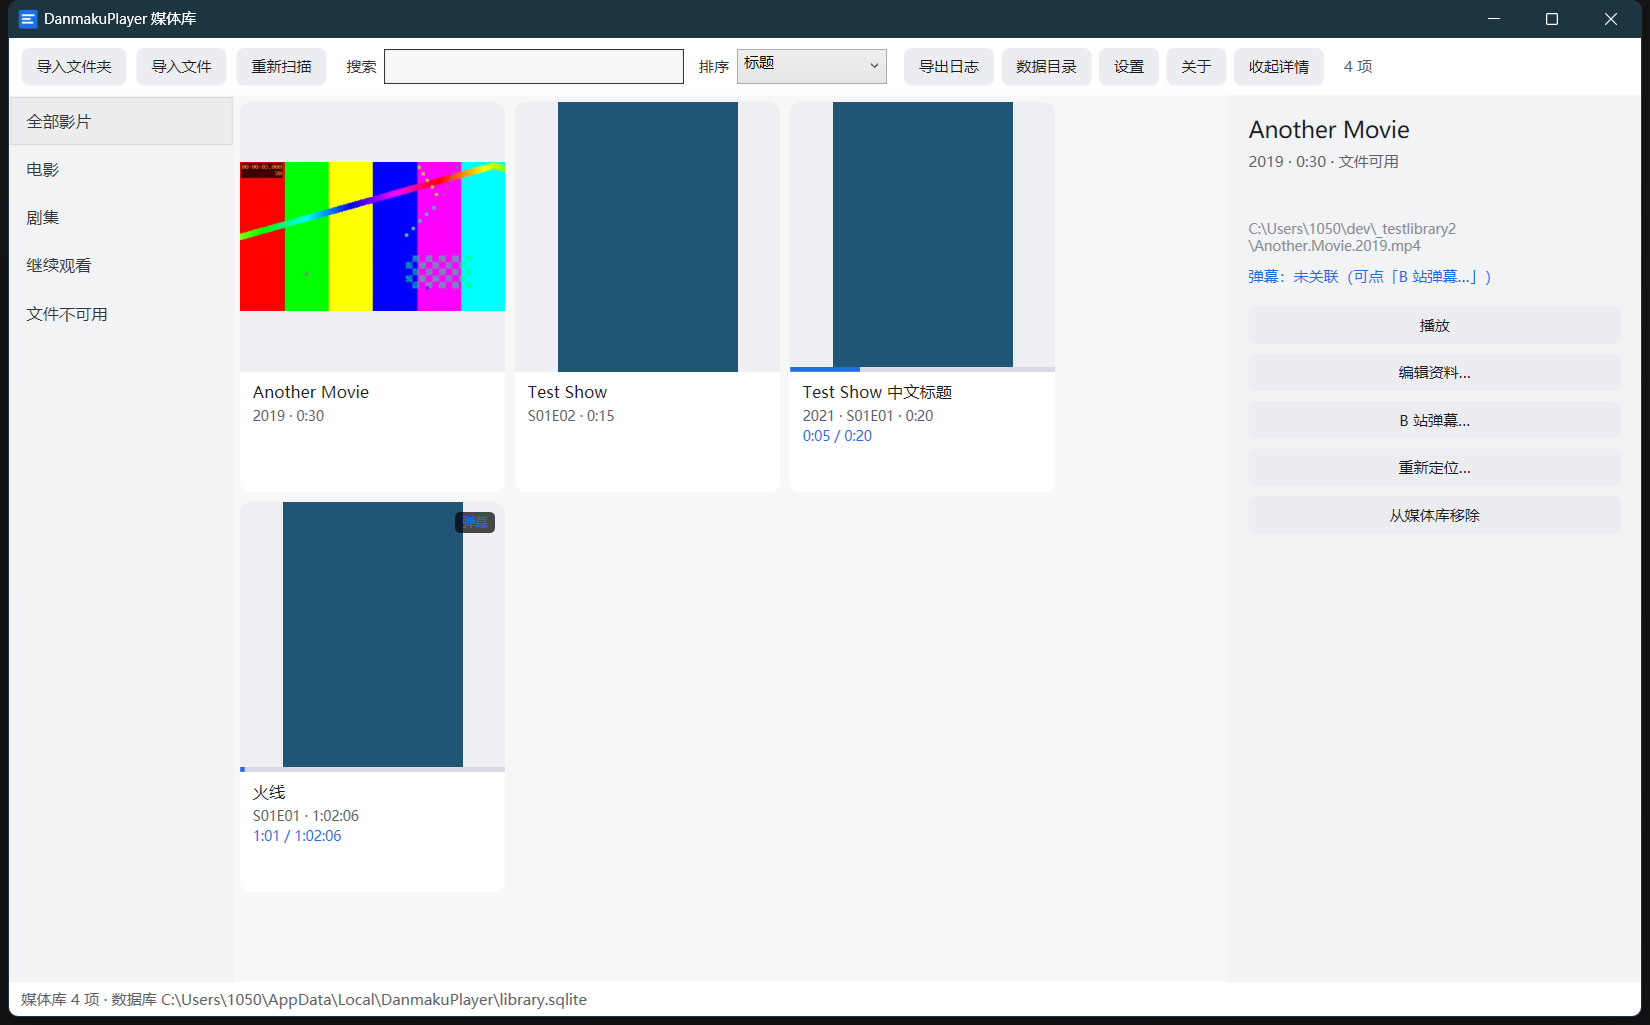 DanmakuPlayer 媒体库
导入文件夹 导入文件 重新扫描 搜索 排序 标题 导出日志 数据目录 设置 关于 收起详情 4 项
全部影片
电影
剧集
继续观看
文件不可用
Another Movie
2019 · 0:30
Test Show
S01E02 · 0:15
Test Show 中文标题
2021 · S01E01 · 0:20
0:05 / 0:20
弹幕
火线
S01E01 · 1:02:06
1:01 / 1:02:06
Another Movie
2019 · 0:30 · 文件可用
C:\Users\1050\dev\_testlibrary2
\Another.Movie.2019.mp4
弹幕：未关联（可点「B 站弹幕…」）
播放
编辑资料...
B 站弹幕...
重新定位...
从媒体库移除
媒体库 4 项 · 数据库 C:\Users\1050\AppData\Local\DanmakuPlayer\library.sqlite